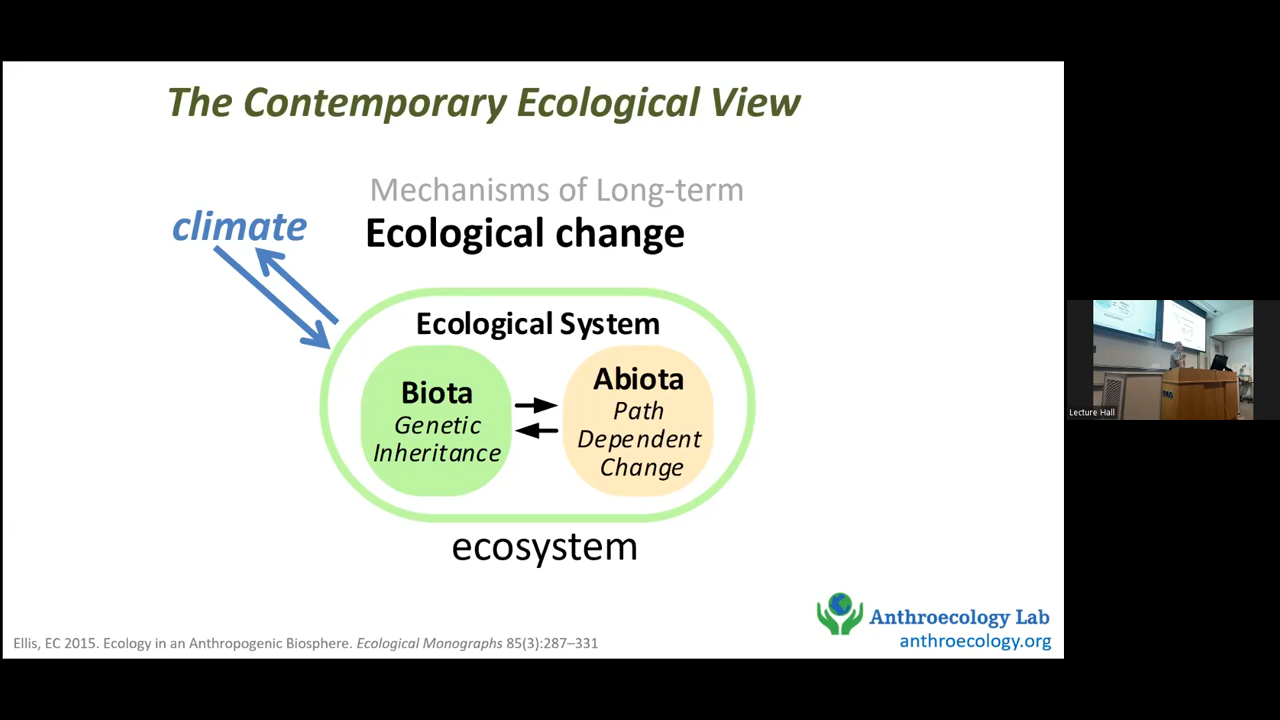 The Contemporary Ecological View
Mechanisms of Long-term
climate
Ecological change
Ecological System
Biota
Genetic
Inheritance
Abiota
Path
Dependent
Change
ecosystem
Anthroecology Lab
anthroecology.org
Ellis, EC 2015. Ecology in an Anthropogenic Biosphere. Ecological Monographs 85(3):287–331
Lecture Hall